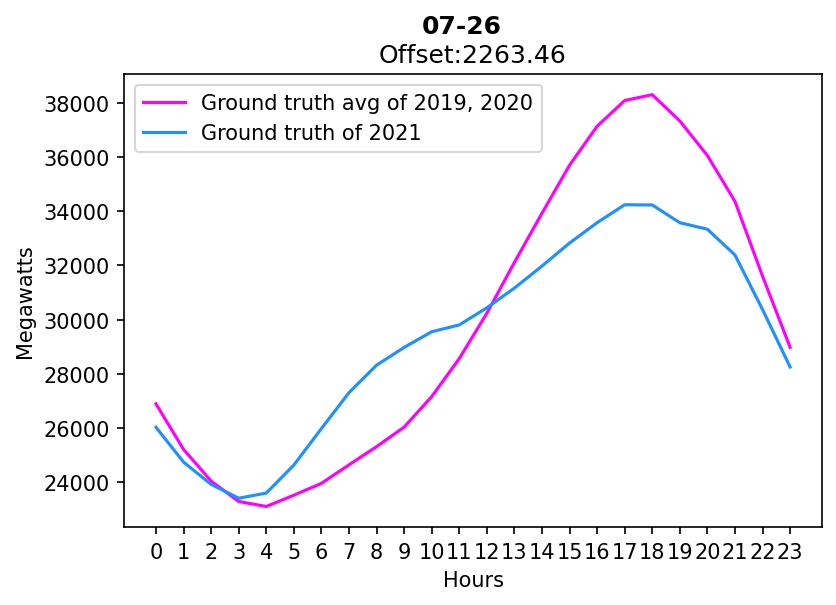 07-26
Offset:2263.46
Ground truth avg of 2019, 2020
Ground truth of 2021
38000
36000
34000
32000
30000
28000
26000
24000
Megawatts
0 1 2 3 4 5 6 7 8 9 10 11 12 13 14 15 16 17 18 19 20 21 22 23
Hours